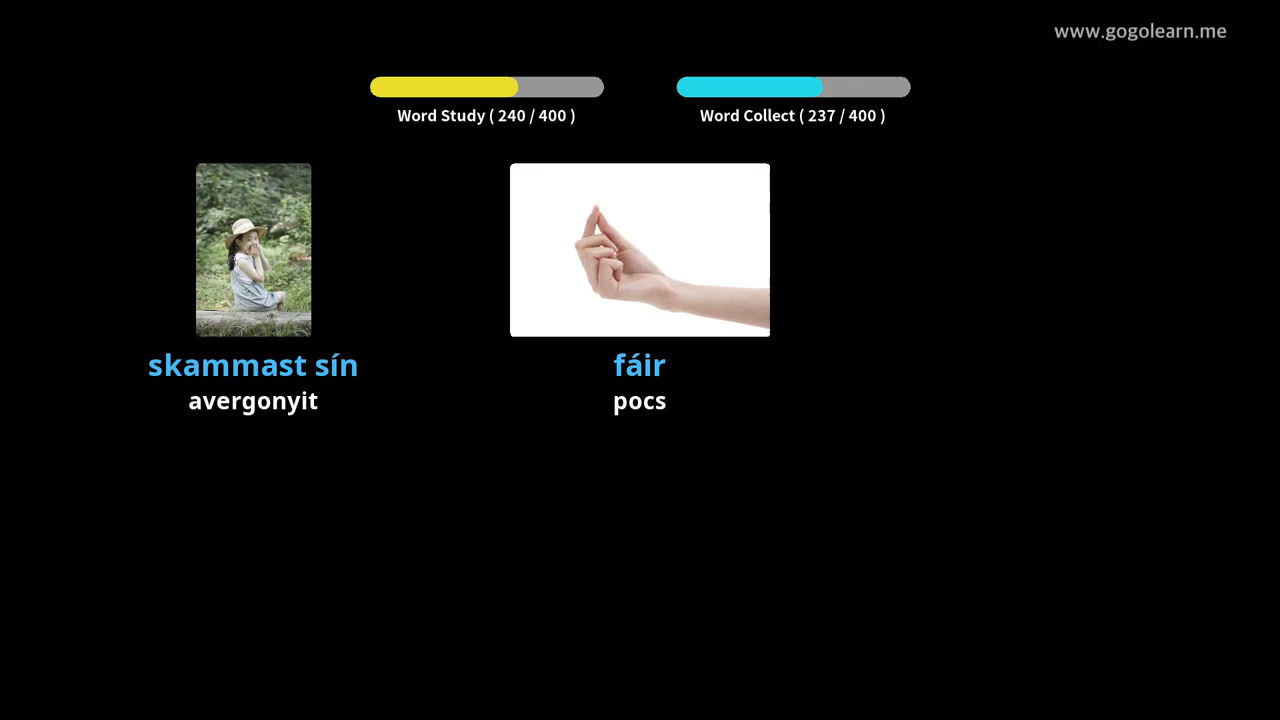 www.gogolearn.me
Word Study ( 240 / 400 )
Word Collect ( 237 / 400 )
skammast sín
avergonyit
fáir
pocs